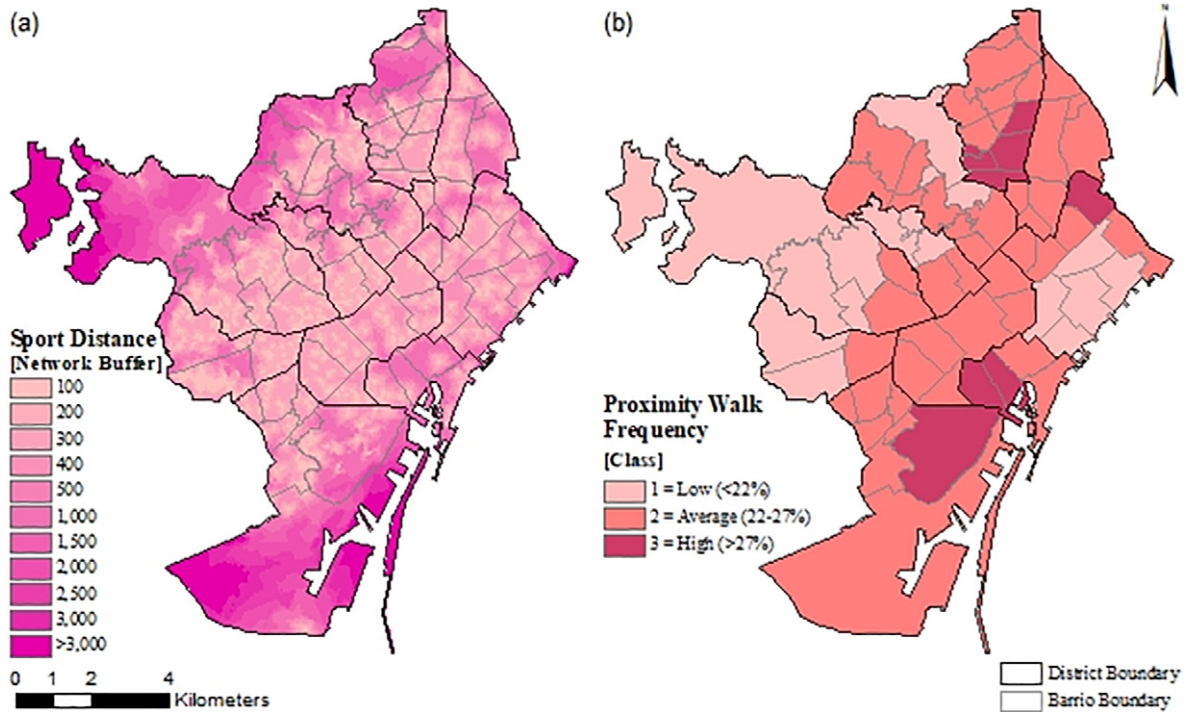 (a)
(b)
N
Sport Distance
[Network Buffer]
100
200
300
400
500
1,000
1,500
2,000
2,500
3,000
>3,000
0 1 2 4
Kilometers
Proximity Walk
Frequency
[Class]
1 = Low (<22%)
2 = Average (22-27%)
3 = High (>27%)
District Boundary
Barrio Boundary